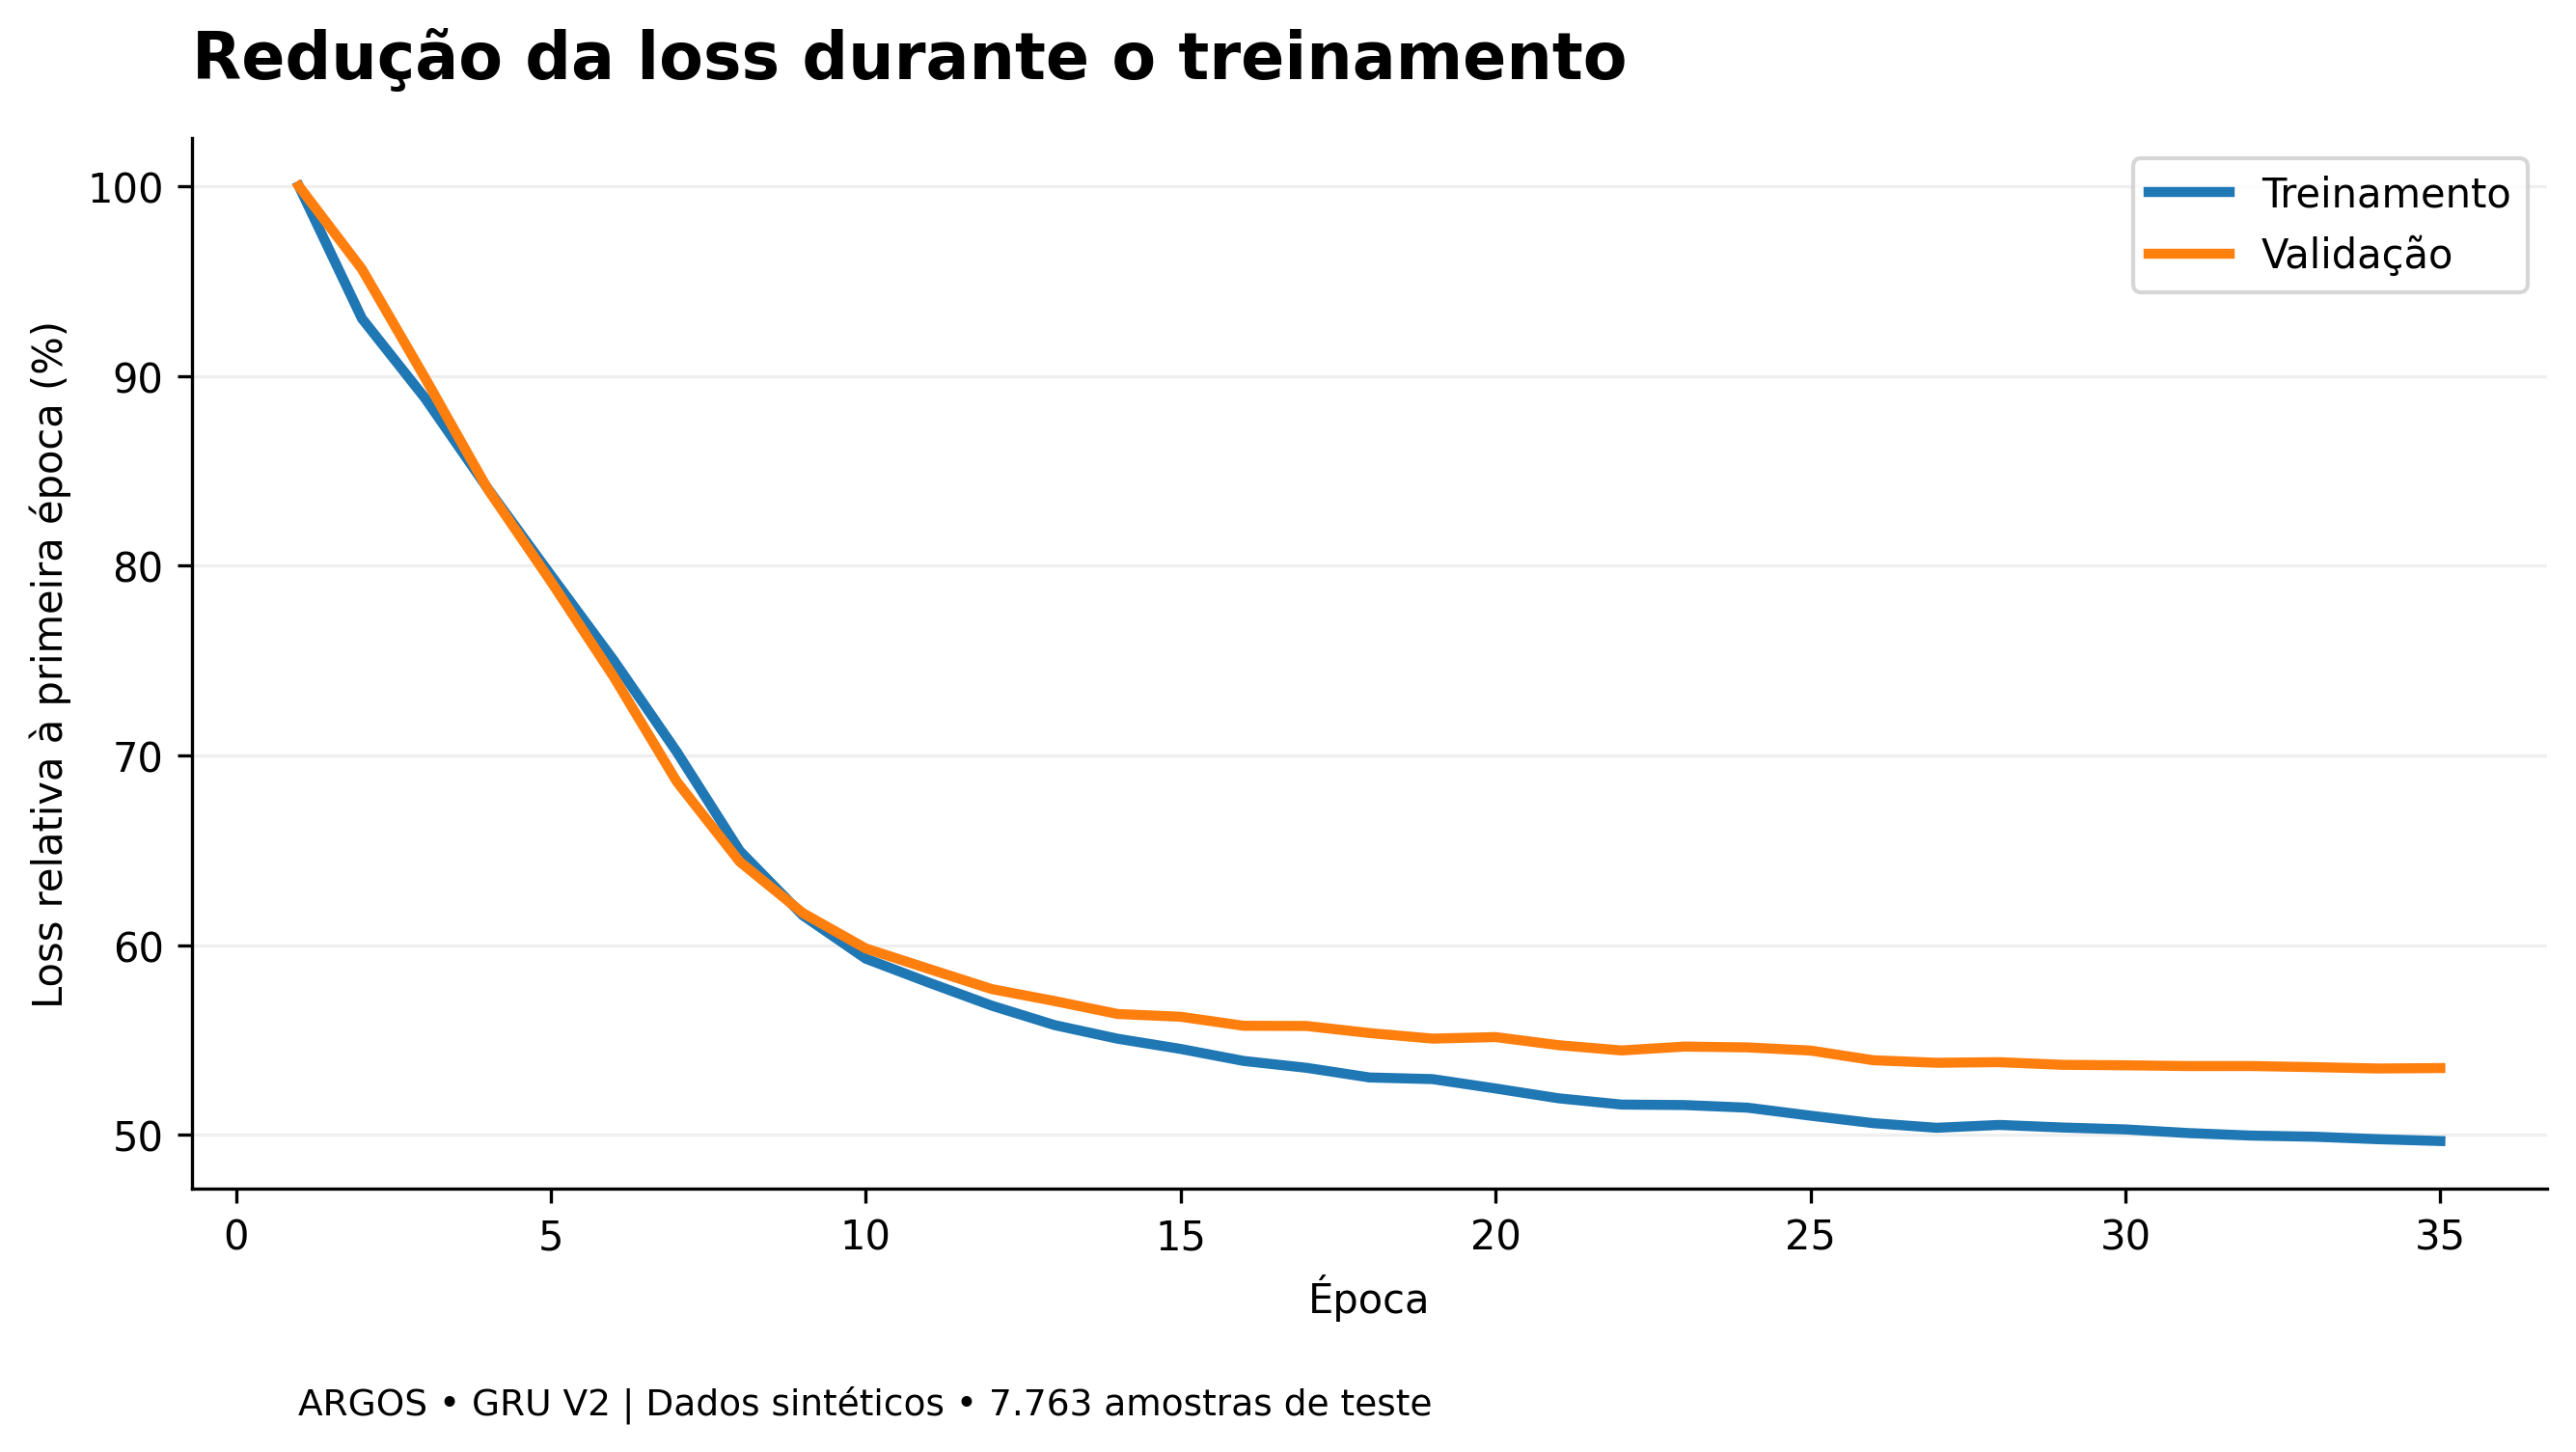 Redução da loss durante o treinamento
Treinamento
Validação
Loss relativa à primeira época (%)
100
90
80
70
60
50
0 5 10 15 20 25 30 35
Época
ARGOS • GRU V2 | Dados sintéticos • 7.763 amostras de teste